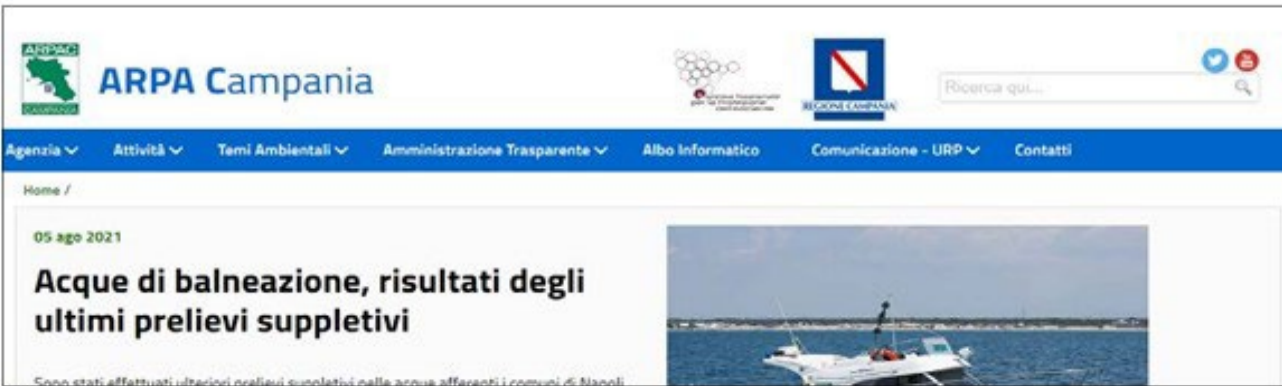 ARPAC
CAMPANIA
ARPA Campania
REGIONE CAMPANIA
Ricerca qui...
Agenzia Attività Temi Ambientali Amministrazione Trasparente Albo Informatico Comunicazione - URP Contatti
Home /
05 ago 2021
Acque di balneazione, risultati degli
ultimi prelievi suppletivi
Sono stati effettuati ulteriori prelievi suppletivi nelle acque afferenti i comuni di Napoli